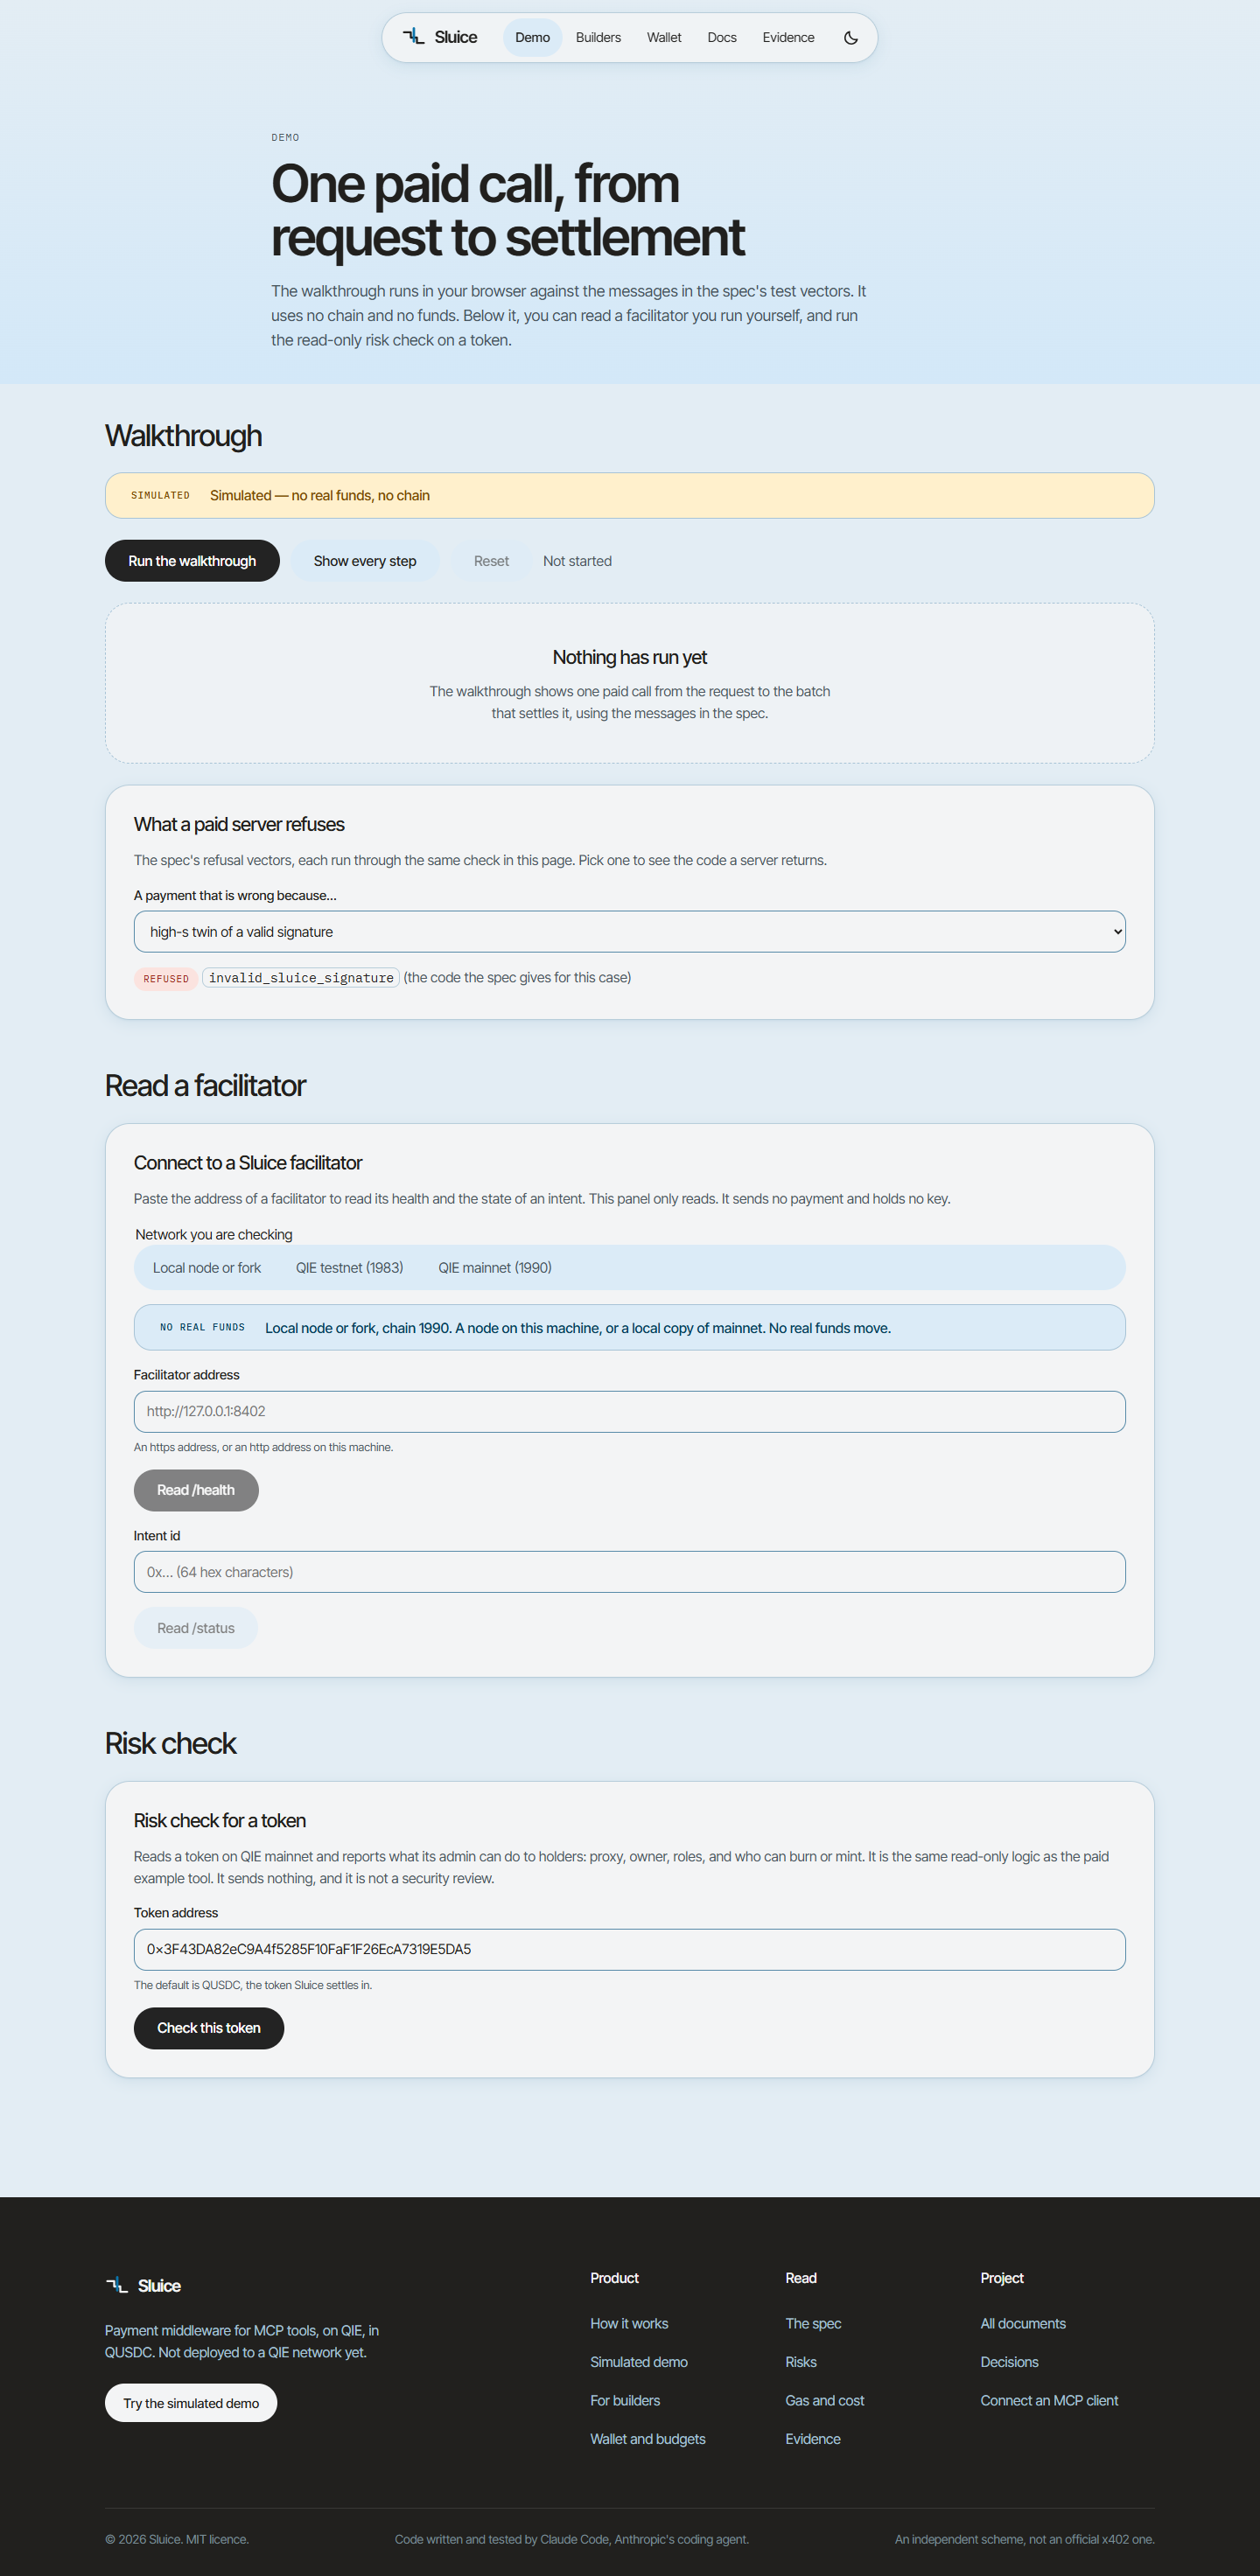 Sluice
Demo
Builders
Wallet
Docs
Evidence
DEMO
One paid call, from
request to settlement
The walkthrough runs in your browser against the messages in the spec's test vectors. It
uses no chain and no funds. Below it, you can read a facilitator you run yourself, and run
the read-only risk check on a token.
Walkthrough
SIMULATED Simulated — no real funds, no chain
Run the walkthrough
Show every step
Reset
Not started
Nothing has run yet
The walkthrough shows one paid call from the request to the batch
that settles it, using the messages in the spec.
What a paid server refuses
The spec's refusal vectors, each run through the same check in this page. Pick one to see the code a server returns.
A payment that is wrong because...
high-s twin of a valid signature
REFUSED invalid_sluice_signature (the code the spec gives for this case)
Read a facilitator
Connect to a Sluice facilitator
Paste the address of a facilitator to read its health and the state of an intent. This panel only reads. It sends no payment and holds no key.
Network you are checking
Local node or fork
QIE testnet (1983)
QIE mainnet (1990)
NO REAL FUNDS Local node or fork, chain 1990. A node on this machine, or a local copy of mainnet. No real funds move.
Facilitator address
http://127.0.0.1:8402
An https address, or an http address on this machine.
Read /health
Intent id
0x... (64 hex characters)
Read /status
Risk check
Risk check for a token
Reads a token on QIE mainnet and reports what its admin can do to holders: proxy, owner, roles, and who can burn or mint. It is the same read-only logic as the paid
example tool. It sends nothing, and it is not a security review.
Token address
0×3F43DA82eC9A4f5285F10FaF1F26EcA7319E5DA5
The default is QUSDC, the token Sluice settles in.
Check this token
Sluice
Payment middleware for MCP tools, on QIE, in
QUSDC. Not deployed to a QIE network yet.
Try the simulated demo
Product
How it works
Simulated demo
For builders
Wallet and budgets
Read
The spec
Risks
Gas and cost
Evidence
Project
All documents
Decisions
Connect an MCP client
© 2026 Sluice. MIT licence.
Code written and tested by Claude Code, Anthropic's coding agent.
An independent scheme, not an official x402 one.